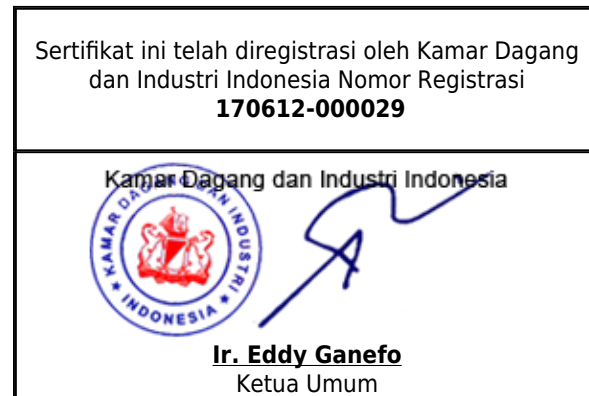 Sertifikat ini telah diregistrasi oleh Kamar Dagang
dan Industri Indonesia Nomor Registrasi
170612-000029
Kamar Dagang dan Industri Indonesia
KAMAR DAGANG DAN INDUSTRI
INDONESIA
Ir. Eddy Ganefo
Ketua Umum